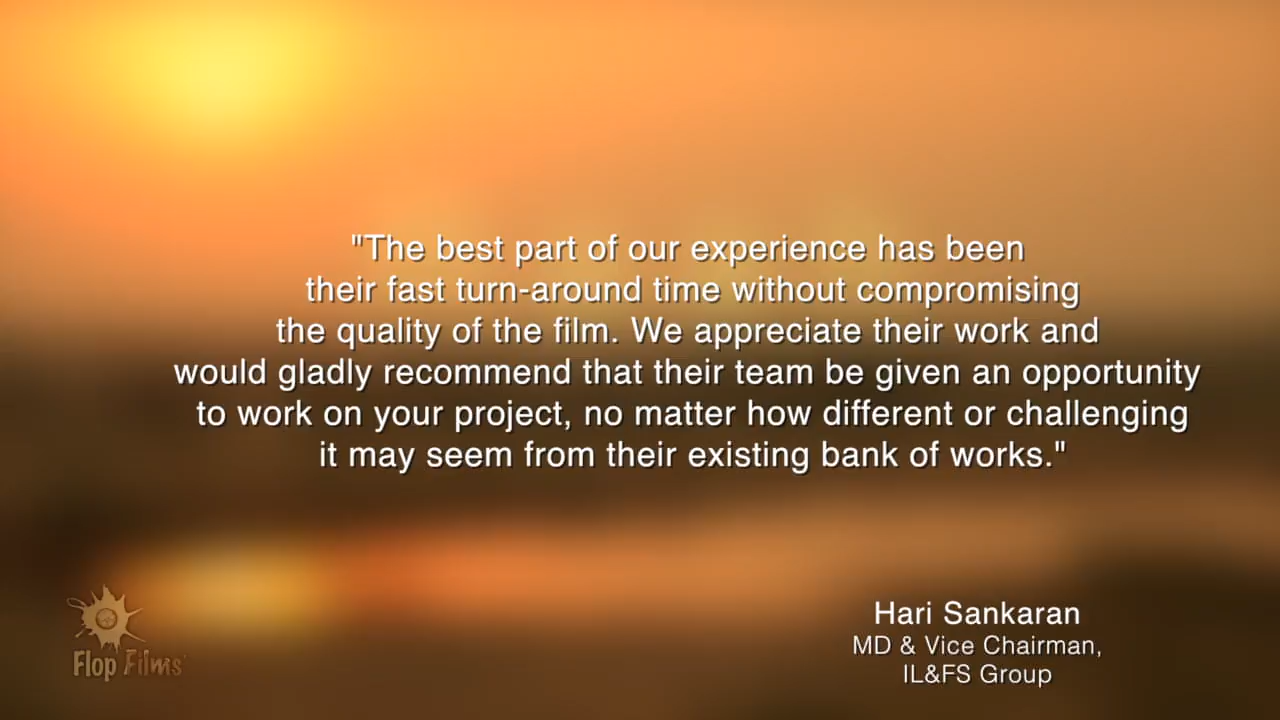 "The best part of our experience has been
their fast turn-around time without compromising
the quality of the film. We appreciate their work and
would gladly recommend that their team be given an opportunity
to work on your project, no matter how different or challenging
it may seem from their existing bank of works."
Hari Sankaran
MD & Vice Chairman,
IL&FS Group
Flop Films